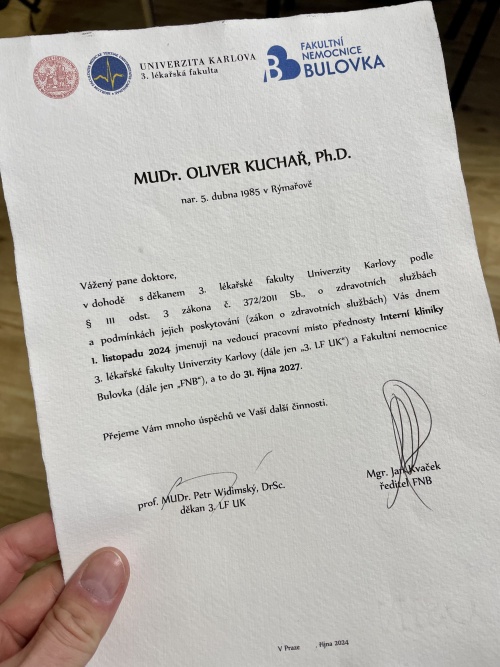 UNIVERZITA KARLOVA
3. lékařská fakulta
FAKULTNÍ
NEMOCNICE
BULOVKA
MUDr. OLIVER KUCHAŘ, Ph.D.
nar. 5. dubna 1985 v Rýmařově
Vážený pane doktore,
v dohodě s děkanem 3. lékařské fakulty Univerzity Karlovy podle
§ 111 odst. 3 zákona č. 372/2011 Sb., o zdravotních službách
a podmínkách jejich poskytování (zákon o zdravotních službách) Vás dnem
1. listopadu 2024 jmenuji na vedoucí pracovní místo přednosty Interní kliniky
3. lékařské fakulty Univerzity Karlovy (dále jen „3. LF UK“) a Fakultní nemocnice
Bulovka (dále jen „FNB“), a to do 31. října 2027.
Přejeme Vám mnoho úspěchů ve Vaší další činnosti.
prof. MUDr. Petr Widimský, DrSc.
děkan 3. LF UK
Mgr. Jan Kvaček
ředitel FNB
V Praze . října 2024